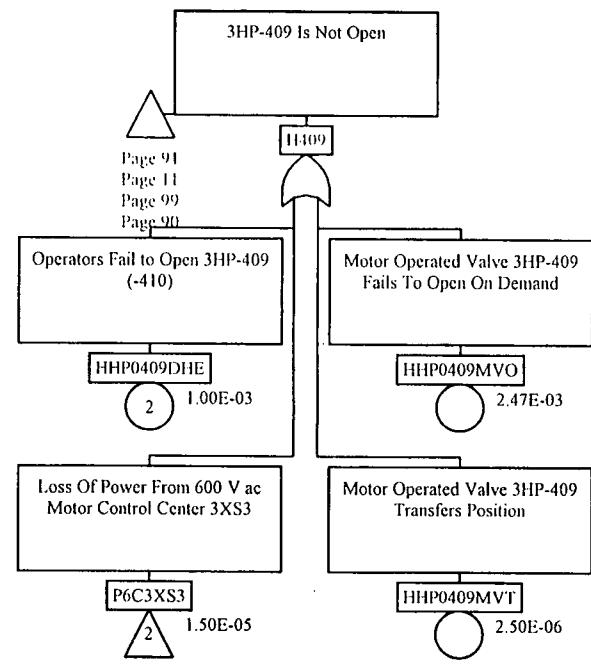 3HP-409 Is Not Open
H409
Page 91
Page 11
Page 99
Page 90
Operators Fail to Open 3HP-409
(-410)
HHP0409DHE
2
1.00E-03
Motor Operated Valve 3HP-409
Fails To Open On Demand
HHP0409MVO
2.47E-03
Loss Of Power From 600 V ac
Motor Control Center 3XS3
P6C3XS3
2
1.50E-05
Motor Operated Valve 3HP-409
Transfers Position
HHP0409MVT
2.50E-06